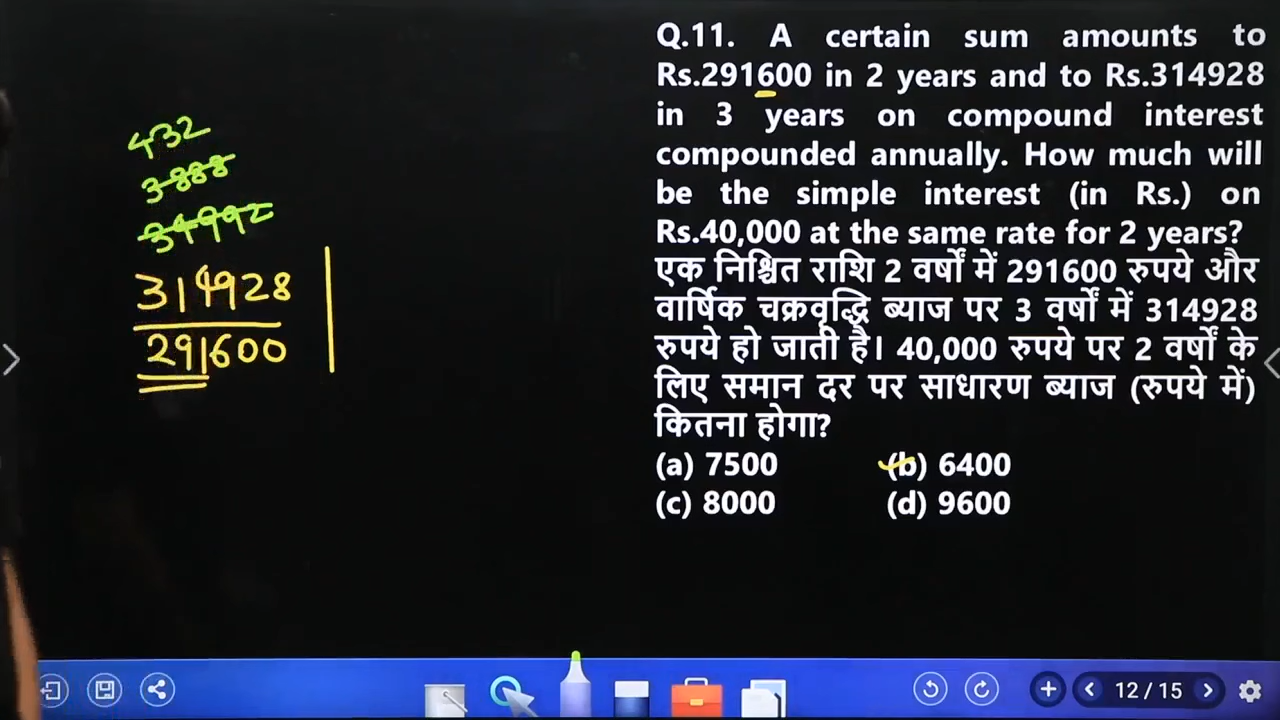 432
3888
34992
314928
291600
Q.11. A certain sum amounts to
Rs.291600 in 2 years and to Rs.314928
in 3 years on compound interest
compounded annually. How much will
be the simple interest (in Rs.) on
Rs.40,000 at the same rate for 2 years?
एक निश्चित राशि 2 वर्षों में 291600 रुपये और
वार्षिक चक्रवृद्धि ब्याज पर 3 वर्षों में 314928
रुपये हो जाती है। 40,000 रुपये पर 2 वर्षों के
लिए समान दर पर साधारण ब्याज (रुपये में)
कितना होगा?
(a) 7500 (b) 6400
(c) 8000 (d) 9600
12 / 15